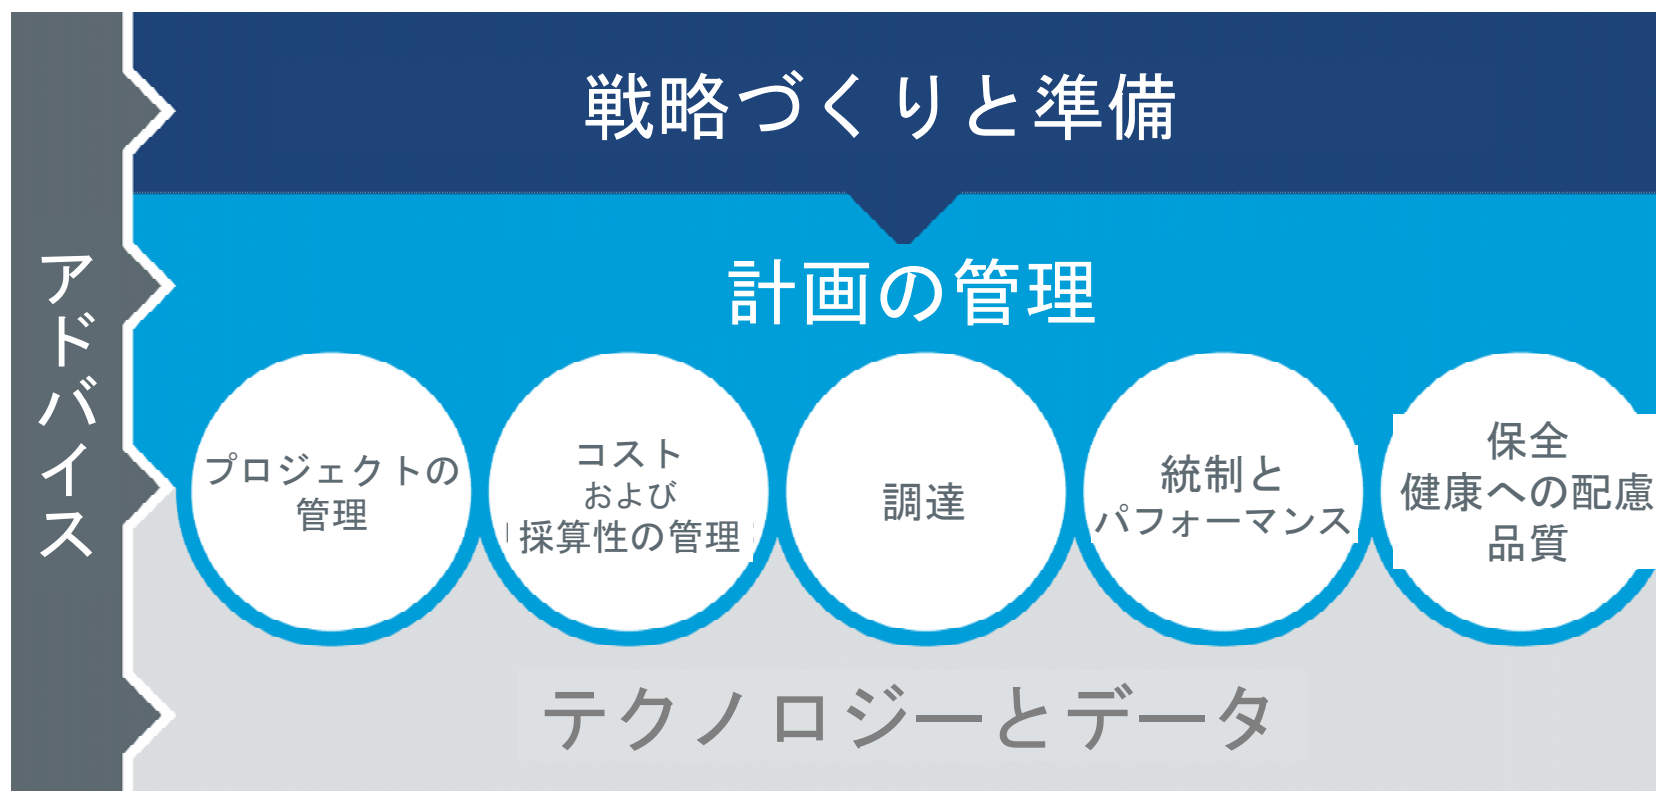 アドバイス
戦略づくりと準備
計画の管理
プロジェクトの
管理
コスト
および
採算性の管理
調達
統制と
パフォーマンス
保全
健康への配慮
品質
テクノロジーとデータ